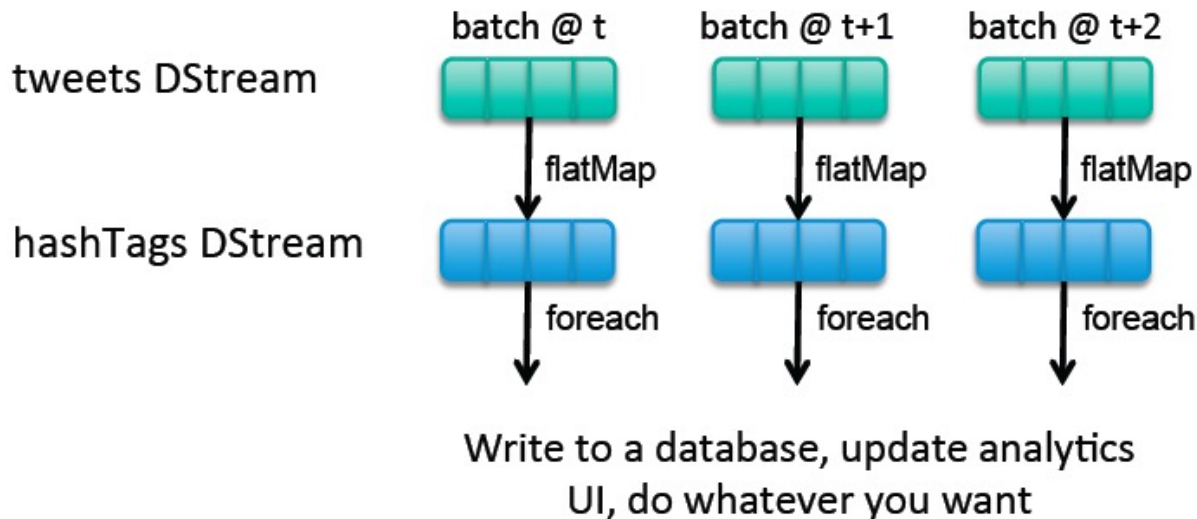 batch @ t batch @ t+1 batch @ t+2
tweets DStream
flatMap flatMap flatMap
hashTags DStream
foreach foreach foreach
Write to a database, update analytics
UI, do whatever you want